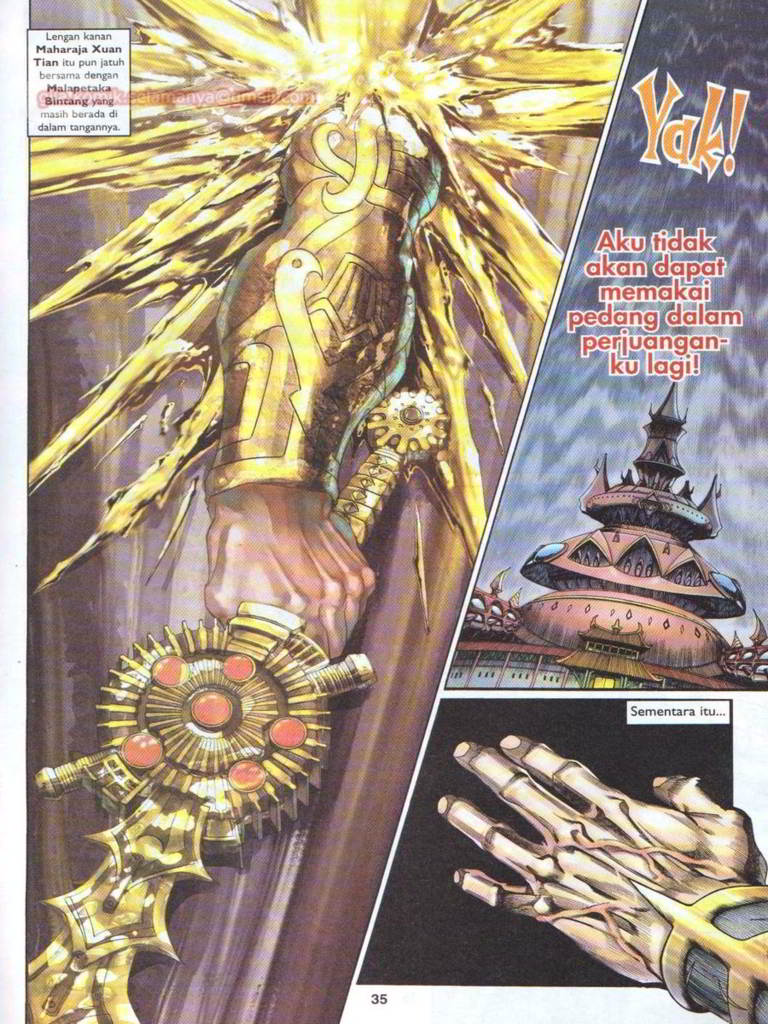 Lengan kanan
Maharaja Xuan
Tian itu pun jatuh
bersama dengan
Malapetaka
Bintang yang
masih berada di
dalam tangannya.
Yak!
Aku tidak
akan dapat
memakai
pedang dalam
perjuangan-
ku lagi!
Sementara itu...
35